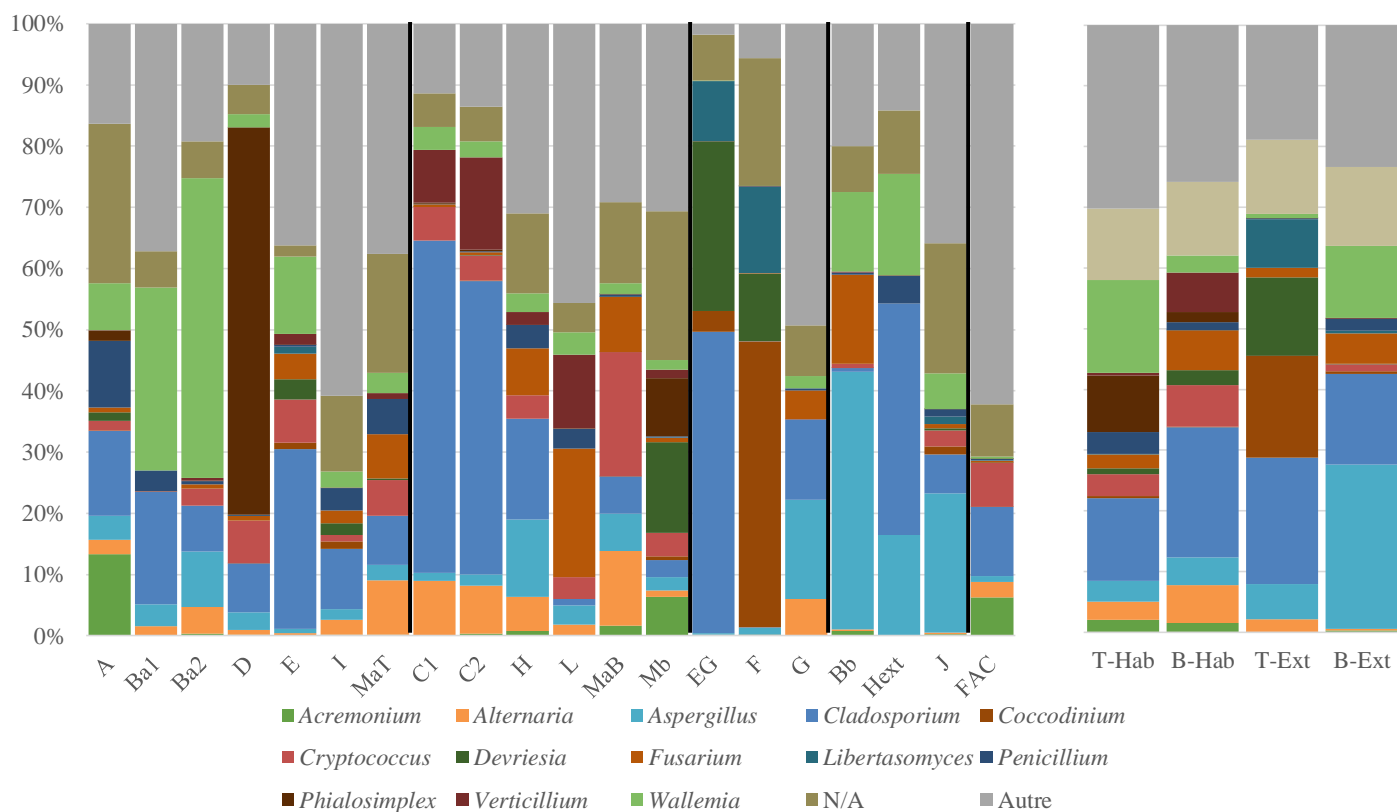 100%
90%
80%
70%
60%
50%
40%
30%
20%
10%
0%
A Ba1 Ba2 D E I MaT C1 C2 H L MaB Mb EG F G Bb Hext J FAC
T-Hab B-Hab T-Ext B-Ext
Acremonium Alternaria Aspergillus Cladosporium Coccodinium
Cryptococcus Devriesia Fusarium Libertasomyces Penicillium
Phialosimplex Verticillium Wallemia N/A Autre